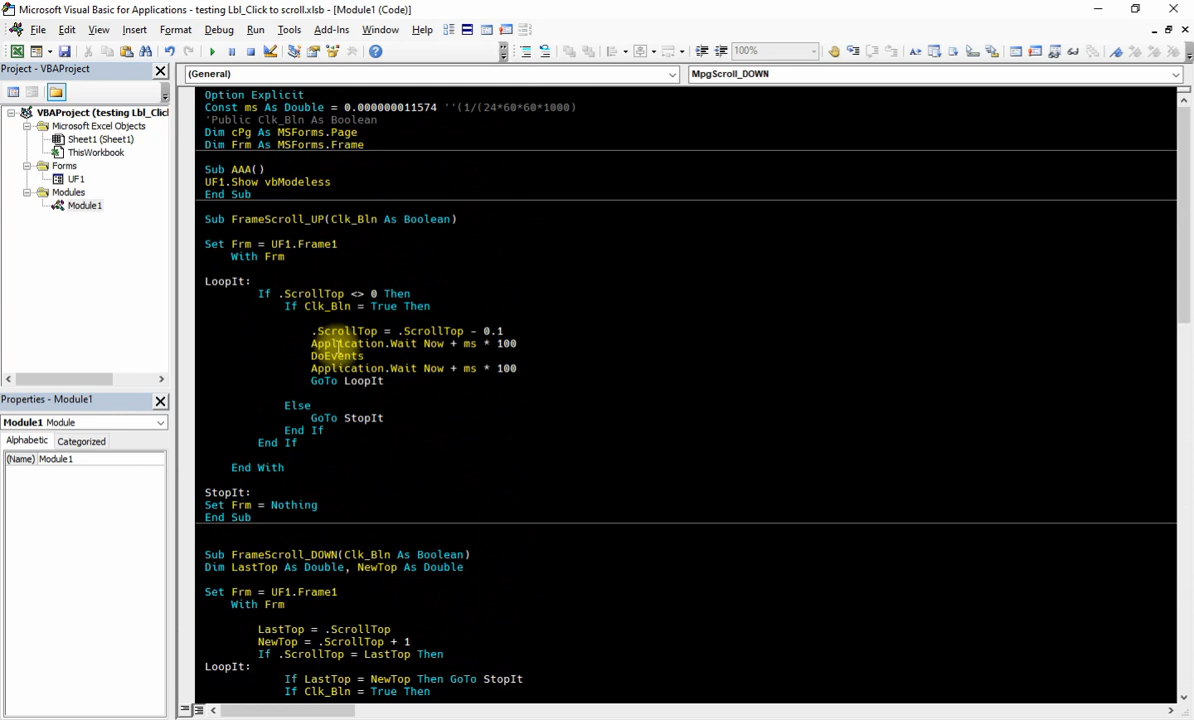 Microsoft Visual Basic for Applications - testing Lbl_Click to scroll.xlsb - [Module1 (Code)]
File Edit View Insert Format Debug Run Tools Add-Ins Window Help
100%
Project - VBAProject
(General)
MpgScroll_DOWN
VBAProject (testing Lbl_Click
Microsoft Excel Objects
Sheet1 (Sheet1)
ThisWorkbook
Forms
UF1
Modules
Module1
Properties - Module1
Module1 Module
Alphabetic Categorized
(Name) Module1
Option Explicit
Const ms As Double = 0.000000011574 ''(1/(24*60*60*1000)
'Public Clk_Bln As Boolean
Dim cPg As MSForms.Page
Dim Frm As MSForms.Frame
Sub AAA()
UF1.Show vbModeless
End Sub
Sub FrameScroll_UP(Clk_Bln As Boolean)
Set Frm = UF1.Frame1
With Frm
LoopIt:
If .ScrollTop <> 0 Then
If Clk_Bln = True Then
.ScrollTop = .ScrollTop - 0.1
Application.Wait Now + ms * 100
DoEvents
Application.Wait Now + ms * 100
GoTo LoopIt
Else
GoTo StopIt
End If
End If
End With
StopIt:
Set Frm = Nothing
End Sub
Sub FrameScroll_DOWN(Clk_Bln As Boolean)
Dim LastTop As Double, NewTop As Double
Set Frm = UF1.Frame1
With Frm
LastTop = .ScrollTop
NewTop = .ScrollTop + 1
If .ScrollTop = LastTop Then
LoopIt:
If LastTop = NewTop Then GoTo StopIt
If Clk_Bln = True Then